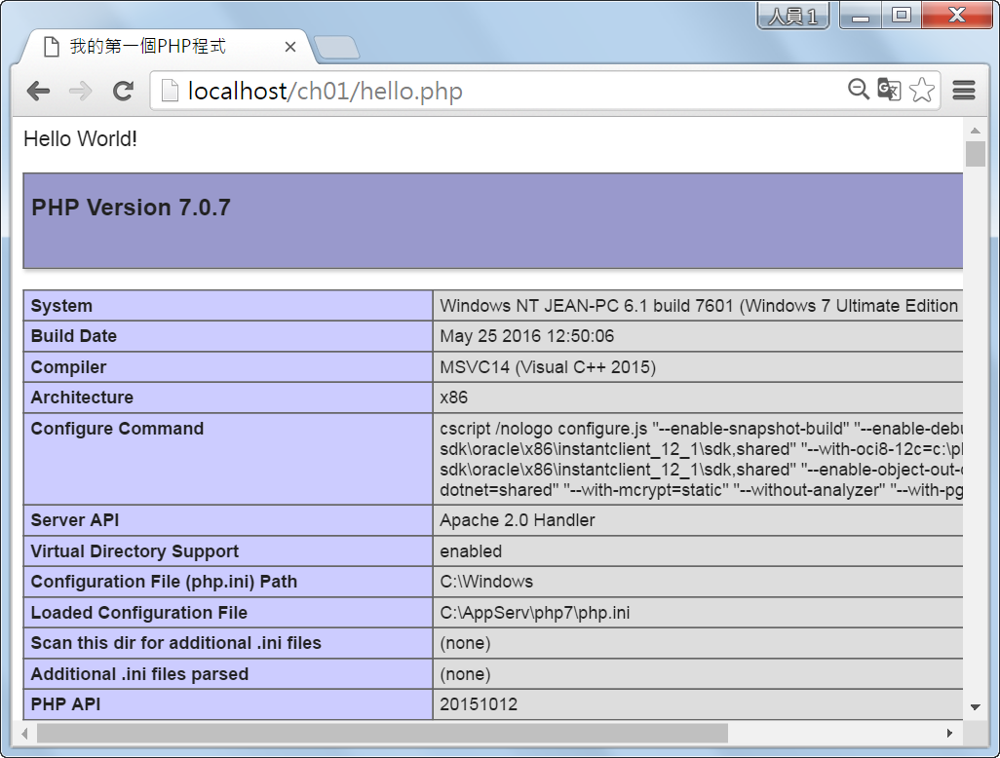 人員 1
我的第一個PHP程式
localhost/ch01/hello.php
Hello World!
PHP Version 7.0.7
System Windows NT JEAN-PC 6.1 build 7601 (Windows 7 Ultimate Edition
Build Date May 25 2016 12:50:06
Compiler MSVC14 (Visual C++ 2015)
Architecture x86
Configure Command cscript /nologo configure.js "--enable-snapshot-build" "--enable-debu
sdk\oracle\x86\instantclient_12_1\sdk,shared" "--with-oci8-12c=c:\p
sdk\oracle\x86\instantclient_12_1\sdk,shared" "--enable-object-out-
dotnet=shared" "--with-mcrypt=static" "--without-analyzer" "--with-pg
Server API Apache 2.0 Handler
Virtual Directory Support enabled
Configuration File (php.ini) Path C:\Windows
Loaded Configuration File C:\AppServ\php7\php.ini
Scan this dir for additional .ini files (none)
Additional .ini files parsed (none)
PHP API 20151012